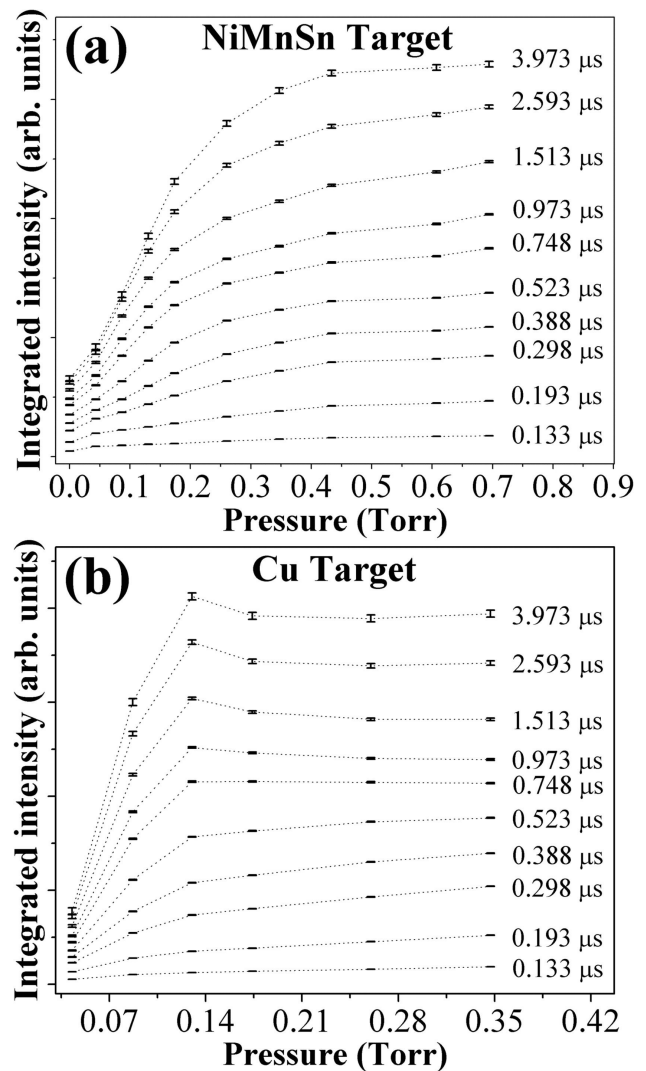 (a)
NiMnSn Target
Integrated intensity (arb. units)
3.973 μs
2.593 μs
1.513 μs
0.973 μs
0.748 μs
0.523 μs
0.388 μs
0.298 μs
0.193 μs
0.133 μs
0.0 0.1 0.2 0.3 0.4 0.5 0.6 0.7 0.8 0.9
Pressure (Torr)
(b)
Cu Target
Integrated intensity (arb. units)
3.973 μs
2.593 μs
1.513 μs
0.973 μs
0.748 μs
0.523 μs
0.388 μs
0.298 μs
0.193 μs
0.133 μs
0.07 0.14 0.21 0.28 0.35 0.42
Pressure (Torr)